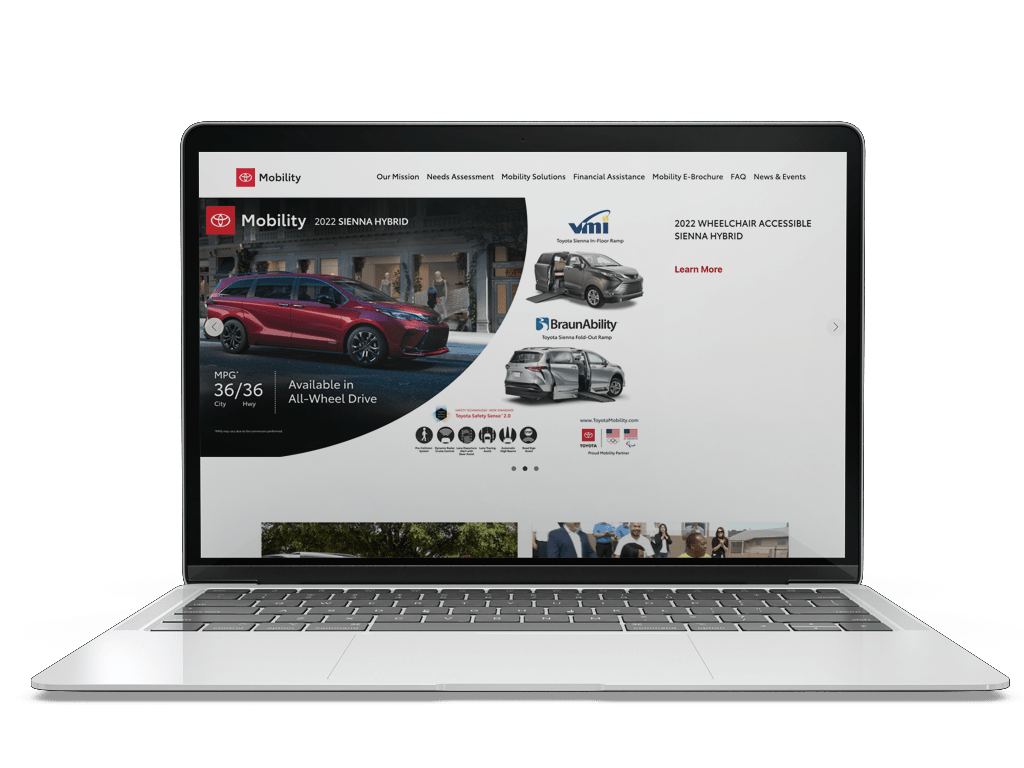 Mobility
Our Mission Needs Assessment Mobility Solutions Financial Assistance Mobility E-Brochure FAQ News & Events
Mobility 2022 SIENNA HYBRID
MPG*
36/36
City Hwy
Available in
All-Wheel Drive
vmi
Toyota Sienna In-Floor Ramp
BraunAbility
Toyota Sienna Fold-Out Ramp
Toyota Safety Sense™ 2.0
www.ToyotaMobility.com
TOYOTA
Proud Mobility Partner
2022 WHEELCHAIR ACCESSIBLE
SIENNA HYBRID
Learn More